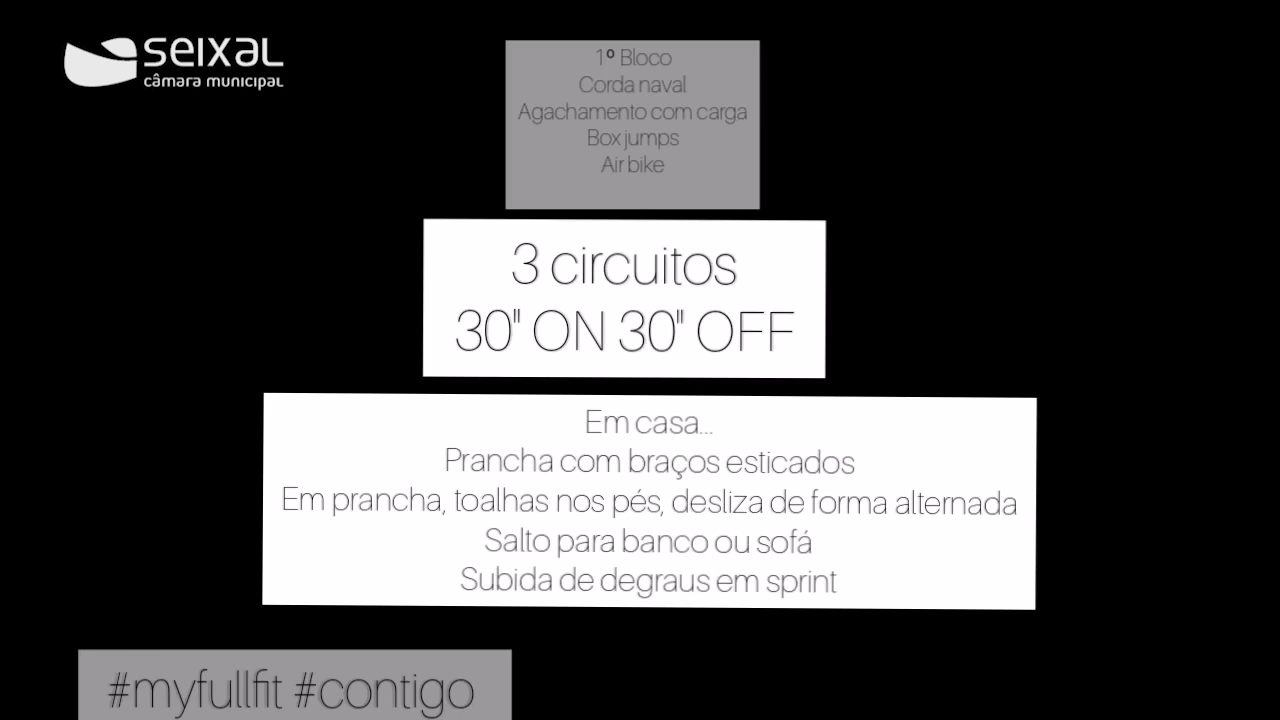 seixal
câmara municipal
1º Bloco
Corda naval
Agachamento com carga
Box jumps
Air bike
3 circuitos
30" ON 30" OFF
Em casa...
Prancha com braços esticados
Em prancha, toalhas nos pés, desliza de forma alternada
Salto para banco ou sofá
Subida de degraus em sprint
#myfullfit #contigo